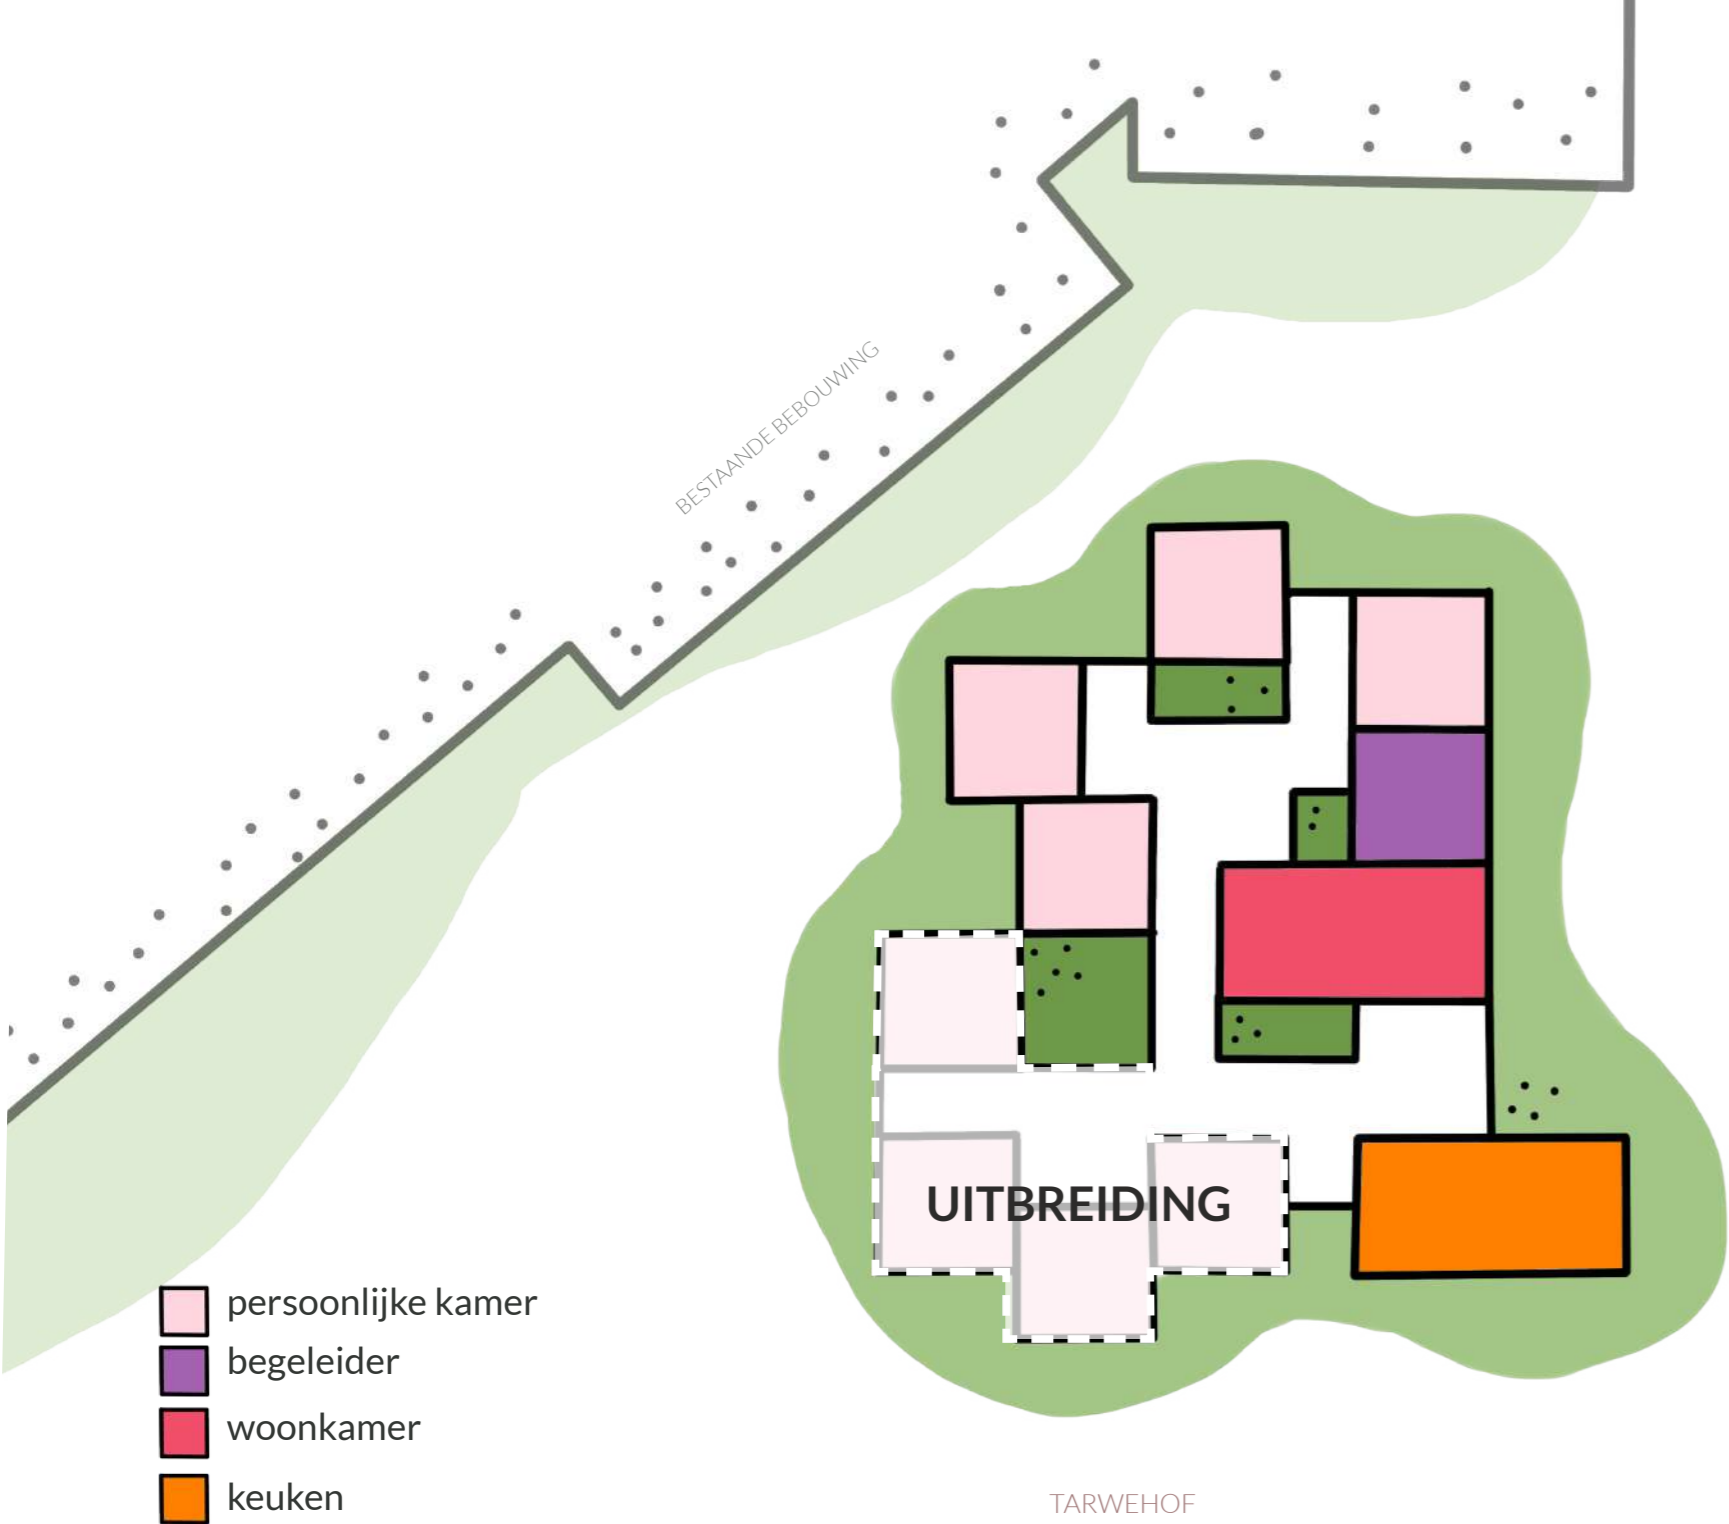 BESTAANDE BEBOUWING
UITBREIDING
persoonlijke kamer
begeleider
woonkamer
keuken
TARWEHOF